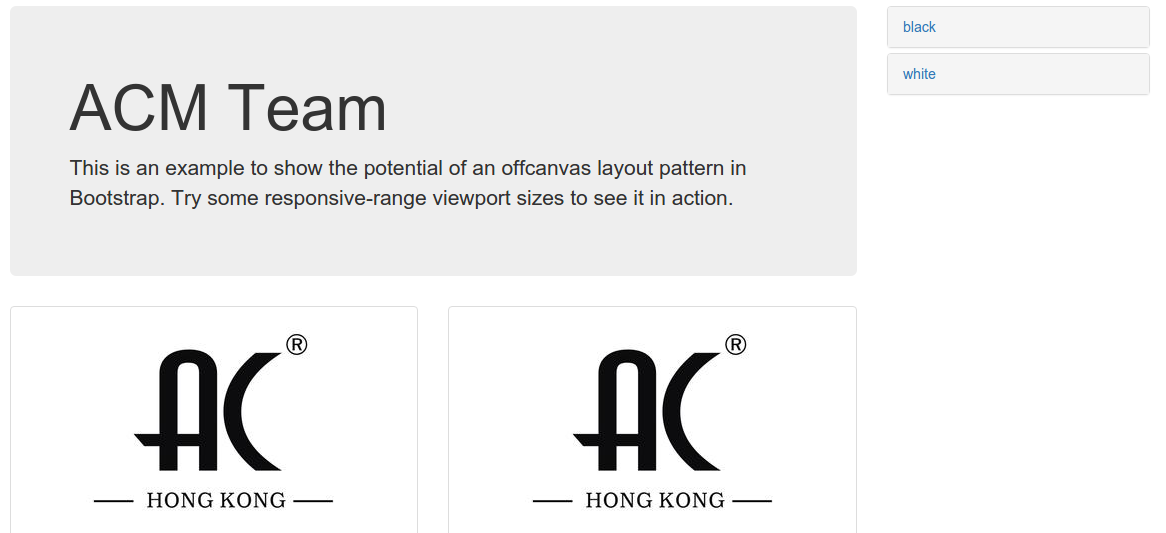 ACM Team
This is an example to show the potential of an offcanvas layout pattern in
Bootstrap. Try some responsive-range viewport sizes to see it in action.
black
white
AC®
HONG KONG
AC®
HONG KONG